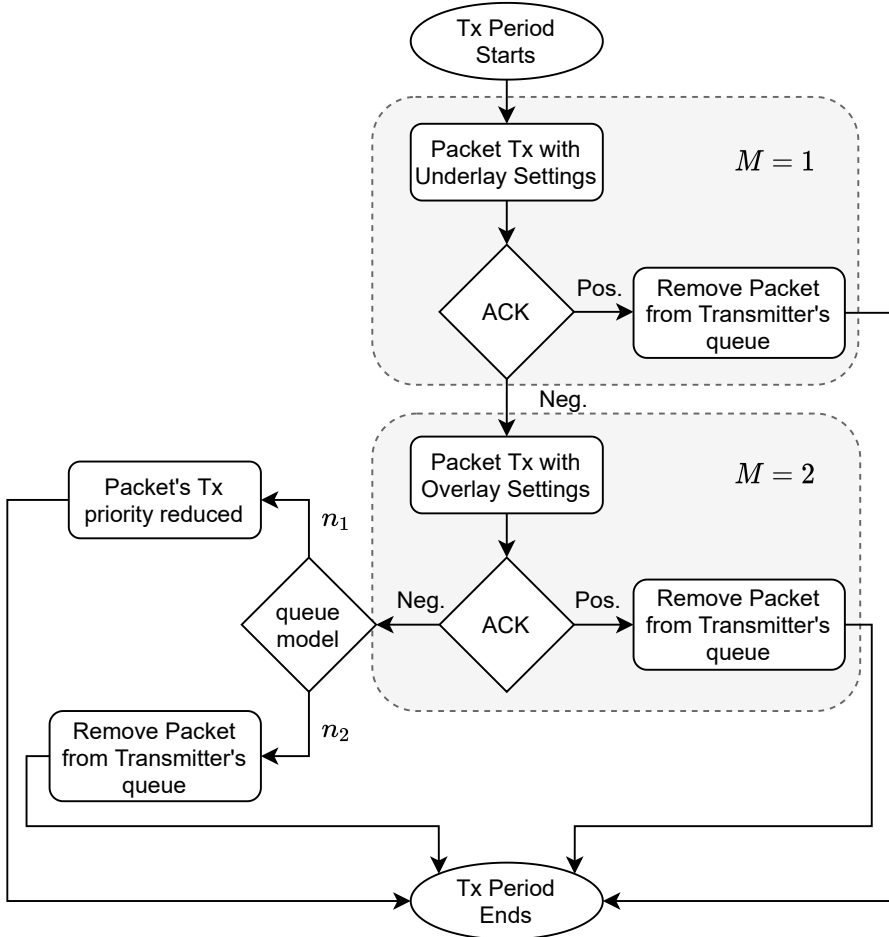 Tx Period
Starts
Packet Tx with
Underlay Settings
M = 1
ACK
Pos.
Remove Packet
from Transmitter's
queue
Neg.
Packet Tx with
Overlay Settings
M = 2
Packet's Tx
priority reduced
n₁
queue
model
Neg.
ACK
Pos.
Remove Packet
from Transmitter's
queue
n₂
Remove Packet
from Transmitter's
queue
Tx Period
Ends